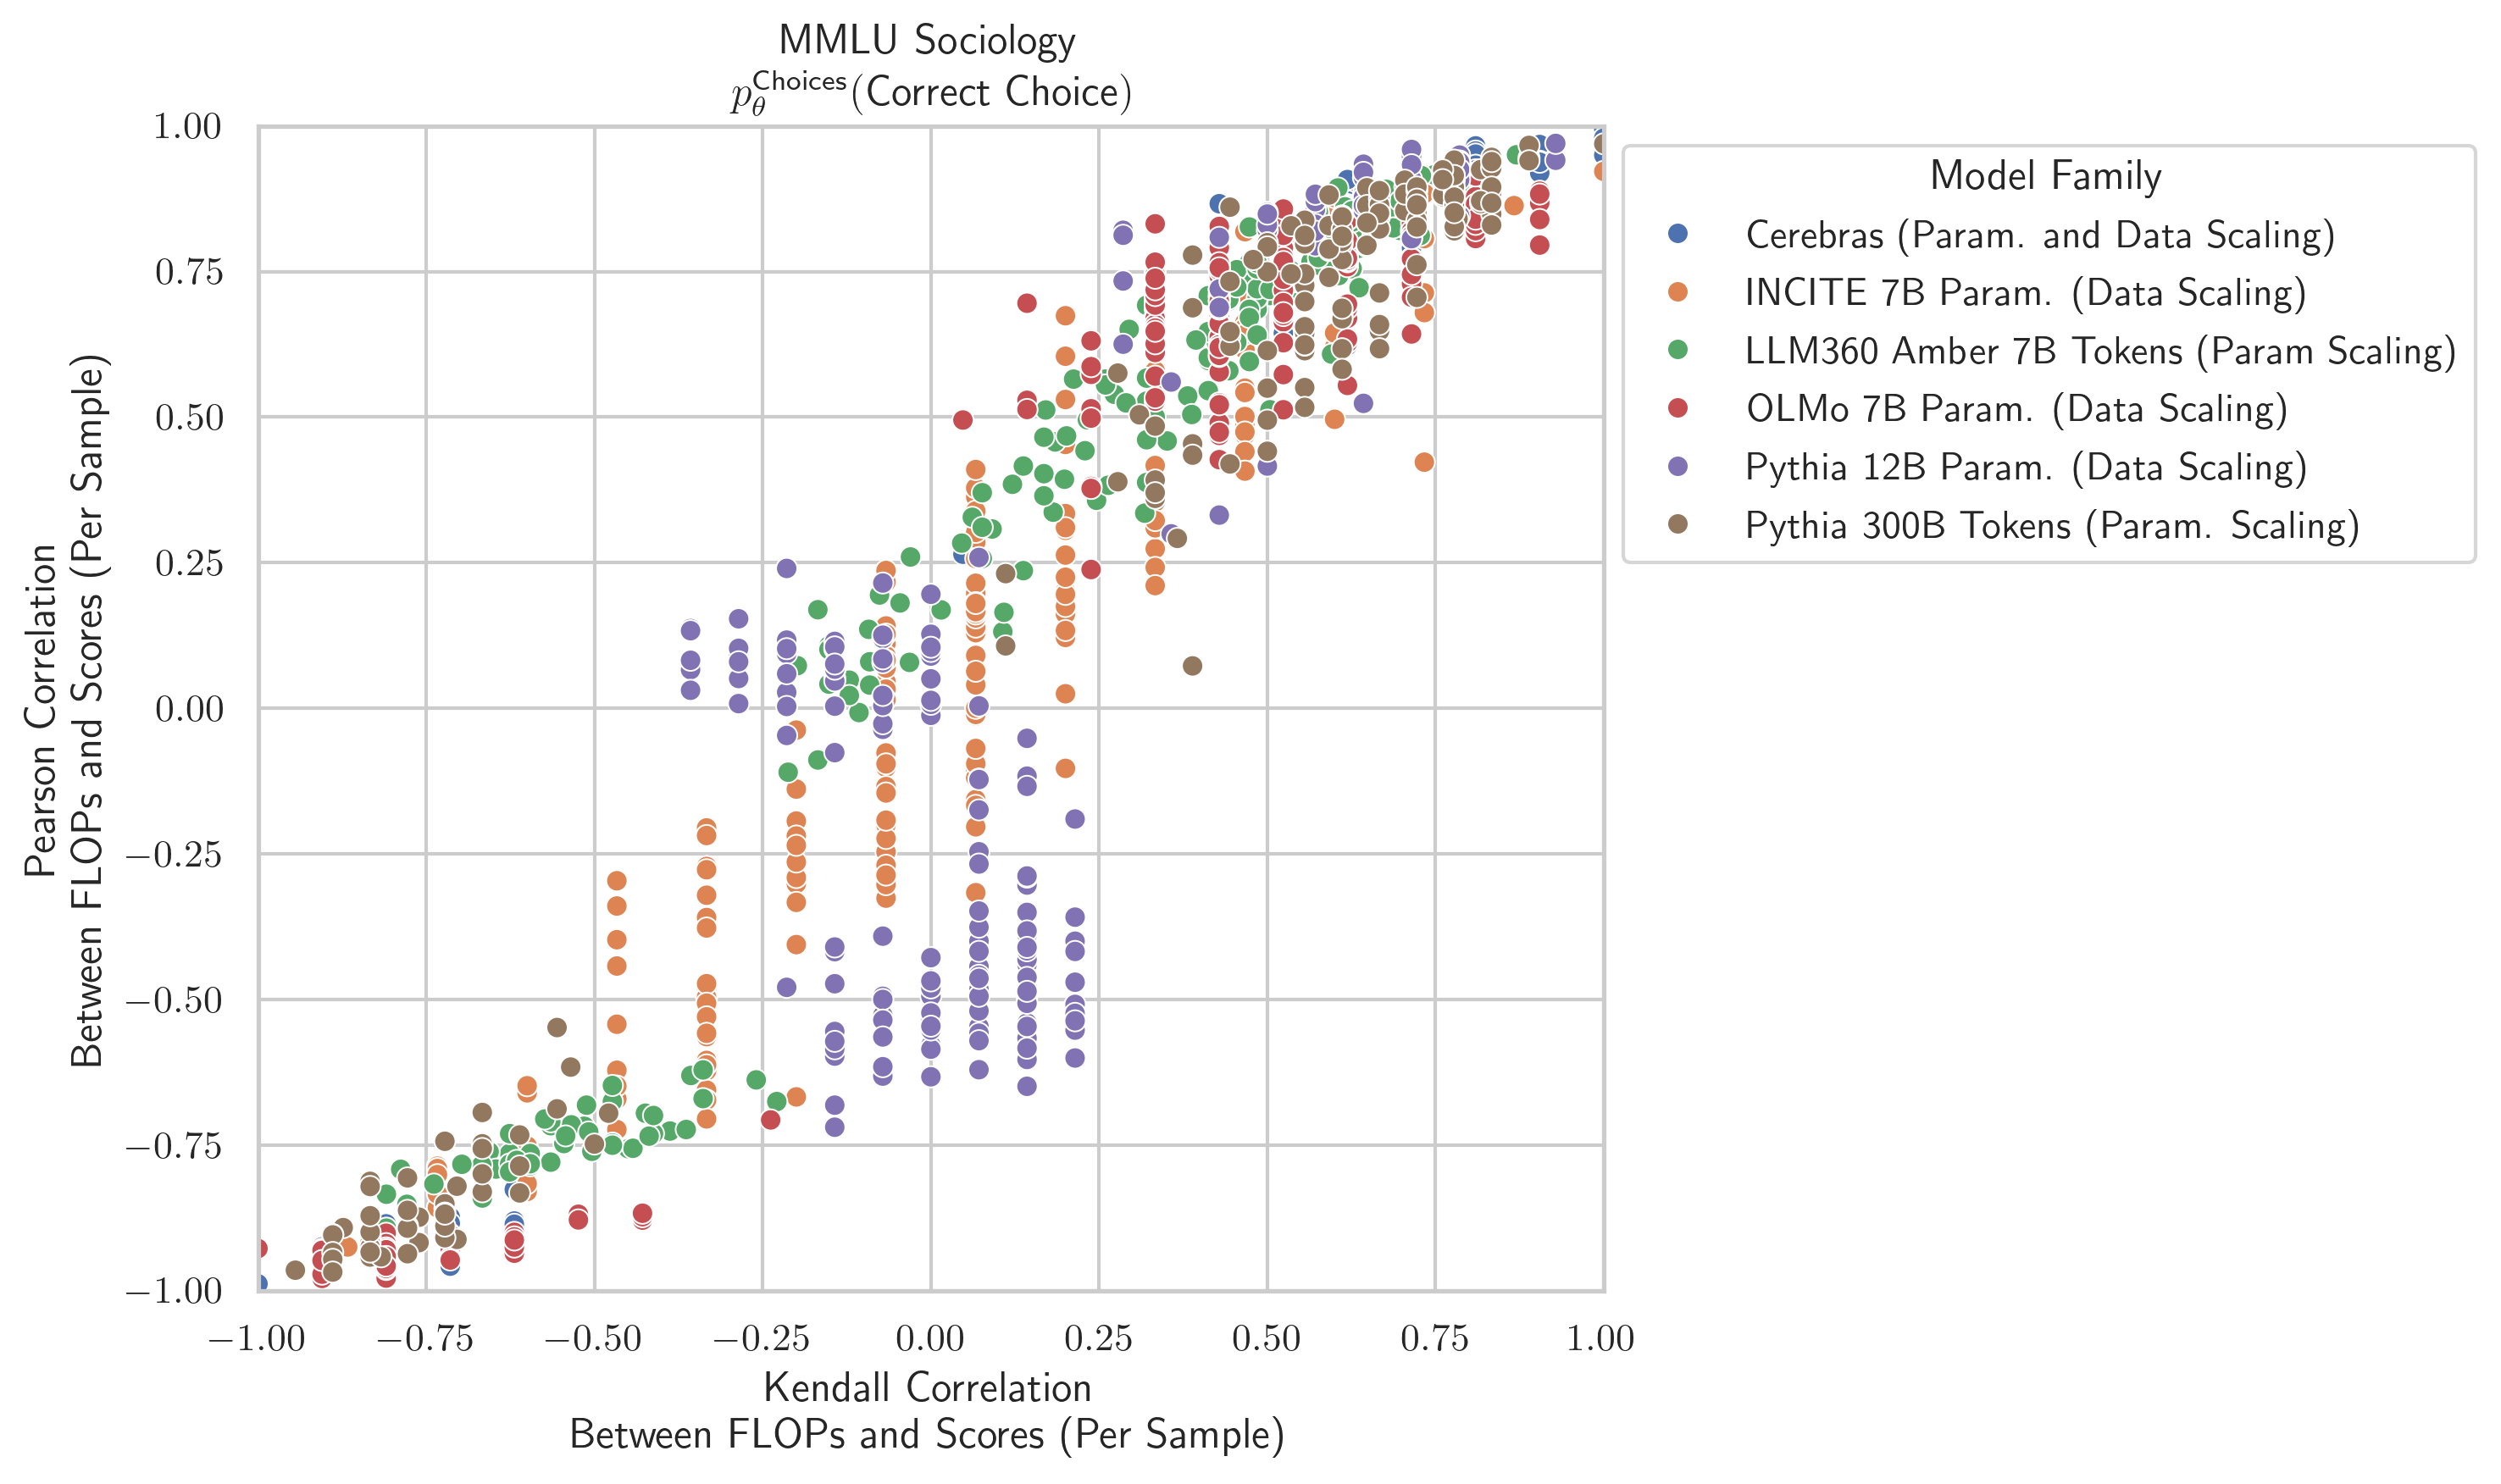 MMLU Sociology
p_θ^Choices(Correct Choice)
Pearson Correlation
Between FLOPs and Scores (Per Sample)
1.00
0.75
0.50
0.25
0.00
−0.25
−0.50
−0.75
−1.00
−1.00 −0.75 −0.50 −0.25 0.00 0.25 0.50 0.75 1.00
Kendall Correlation
Between FLOPs and Scores (Per Sample)
Model Family
Cerebras (Param. and Data Scaling)
INCITE 7B Param. (Data Scaling)
LLM360 Amber 7B Tokens (Param Scaling)
OLMo 7B Param. (Data Scaling)
Pythia 12B Param. (Data Scaling)
Pythia 300B Tokens (Param. Scaling)